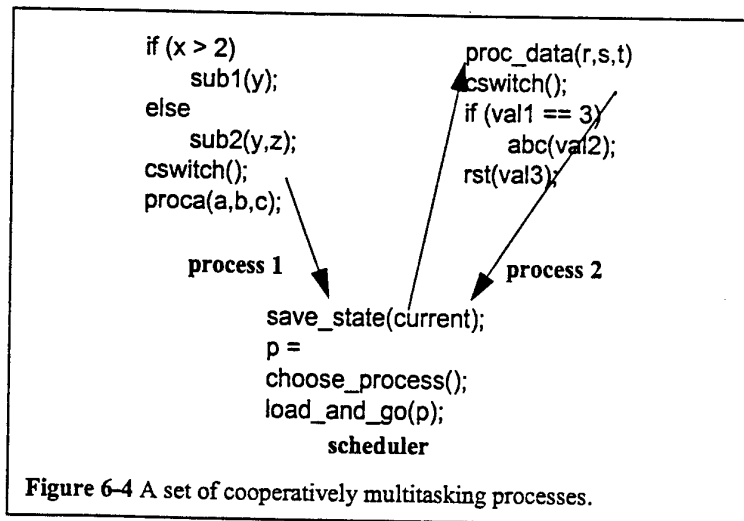 if (x > 2)
sub1(y);
else
sub2(y,z);
cswitch();
proca(a,b,c);
process 1
proc_data(r,s,t)
cswitch();
if (val1 == 3)
abc(val2);
rst(val3);
process 2
save_state(current);
p =
choose_process();
load_and_go(p);
scheduler
Figure 6-4 A set of cooperatively multitasking processes.